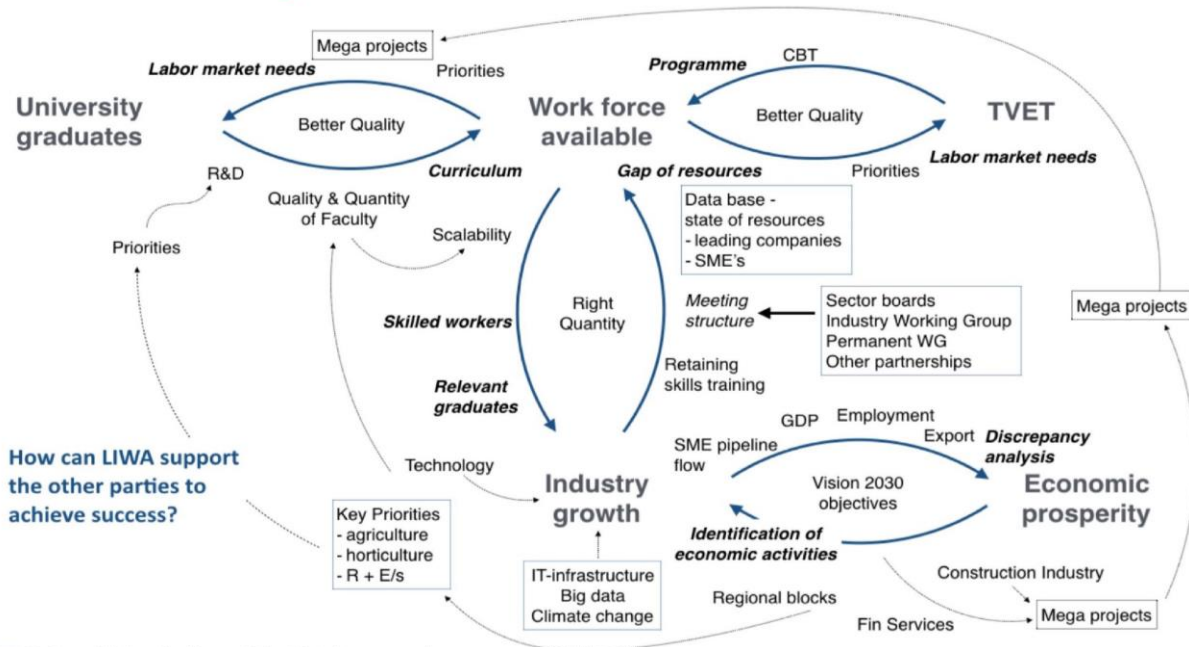 Mega projects
Labor market needs
Priorities
University
graduates
Better Quality
R&D
Curriculum
Quality & Quantity
of Faculty
Scalability
Priorities
Programme
CBT
Work force
available
Better Quality
TVET
Priorities
Labor market needs
Gap of resources
Data base -
state of resources
- leading companies
- SME's
Skilled workers
Right
Quantity
Meeting
structure
Sector boards
Industry Working Group
Permanent WG
Other partnerships
Mega projects
Relevant
graduates
Retaining
skills training
How can LIWA support
the other parties to
achieve success?
Technology
Industry
growth
SME pipeline
flow
GDP
Employment
Export
Discrepancy
analysis
Vision 2030
objectives
Economic
prosperity
Identification of
economic activities
Key Priorities
- agriculture
- horticulture
- R + E/s
IT-infrastructure
Big data
Climate change
Regional blocks
Construction Industry
Fin Services
Mega projects